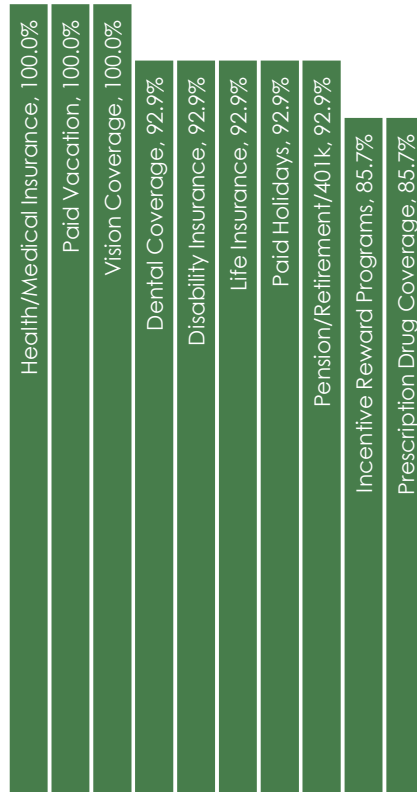 Health/Medical Insurance, 100.0%
Paid Vacation, 100.0%
Vision Coverage, 100.0%
Dental Coverage, 92.9%
Disability Insurance, 92.9%
Life Insurance, 92.9%
Paid Holidays, 92.9%
Pension/Retirement/401k, 92.9%
Incentive Reward Programs, 85.7%
Prescription Drug Coverage, 85.7%